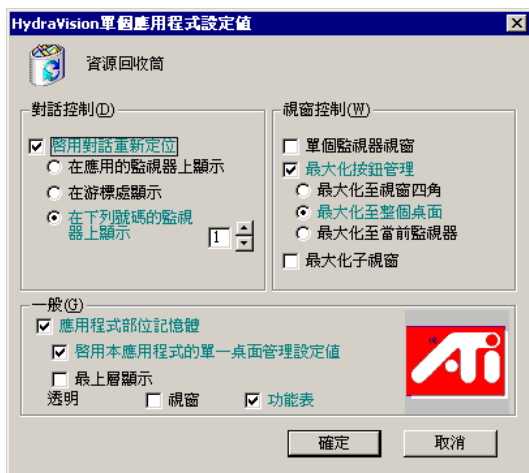 HydraVision單個應用程式設定值
資源回收筒
對話控制(D)
啓用對話重新定位
在應用的監視器上顯示
在游標處顯示
在下列號碼的監視
器上顯示
1
視窗控制(W)
單個監視器視窗
最大化按鈕管理
最大化至視窗四角
最大化至整個桌面
最大化至當前監視器
最大化子視窗
一般(G)
應用程式部位記憶體
啓用本應用程式的單一桌面管理設定值
最上層顯示
透明 視窗 功能表
ATi
確定 取消